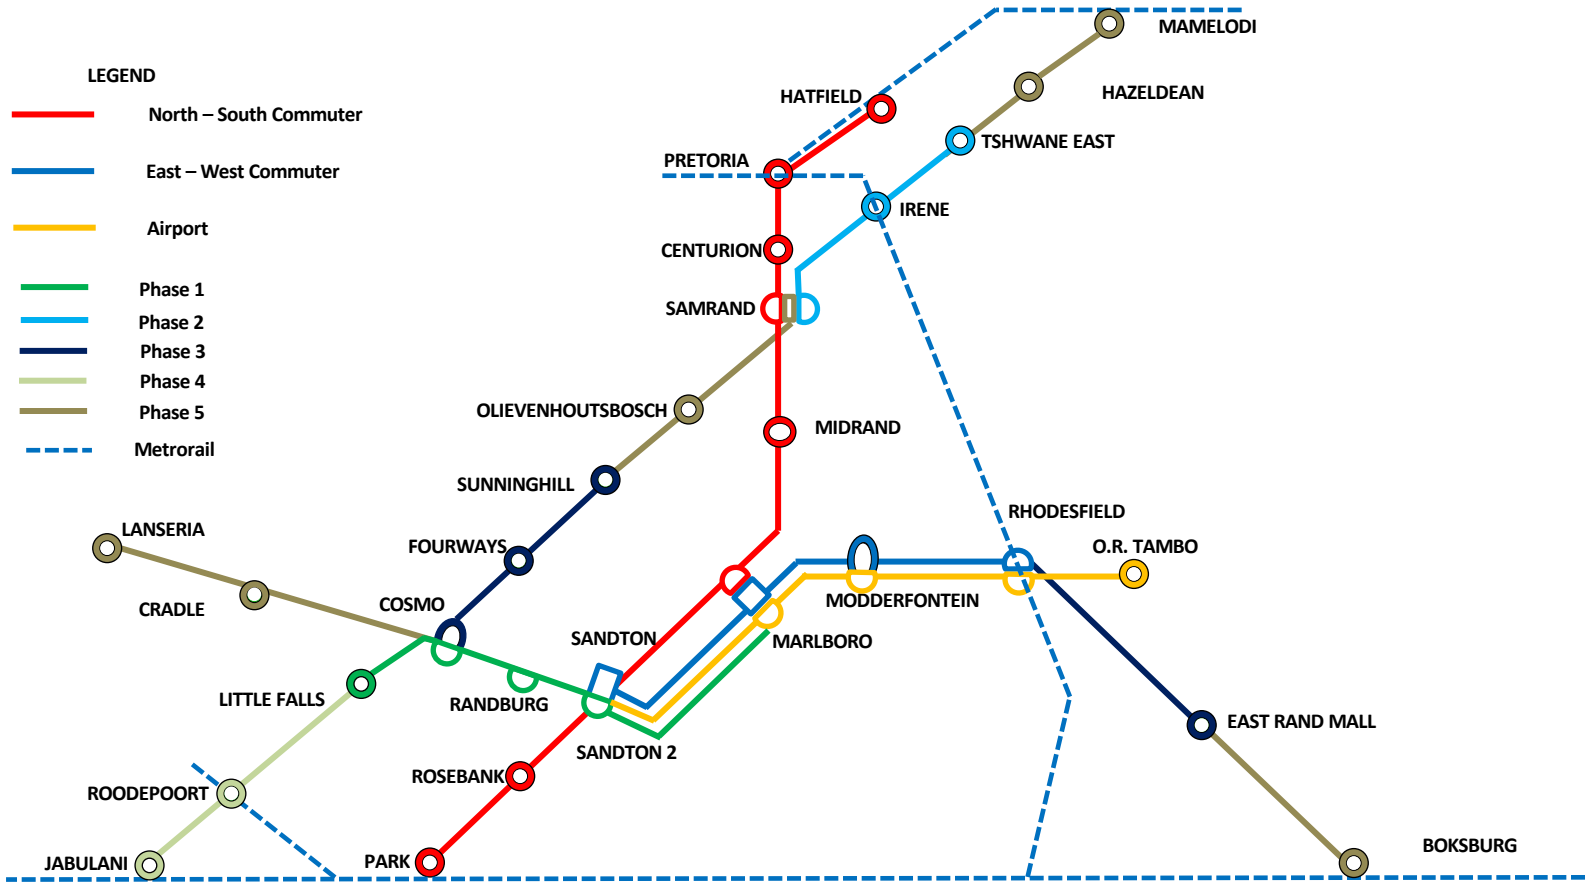 LEGEND
North – South Commuter
East – West Commuter
Airport
Phase 1
Phase 2
Phase 3
Phase 4
Phase 5
Metrorail
MAMELODI
HAZELDEAN
HATFIELD
TSHWANE EAST
PRETORIA
IRENE
CENTURION
SAMRAND
OLIEVENHOUTSBOSCH
MIDRAND
SUNNINGHILL
RHODESFIELD
LANSERIA
FOURWAYS
O.R. TAMBO
CRADLE
COSMO
MODDERFONTEIN
SANDTON
MARLBORO
LITTLE FALLS
RANDBURG
EAST RAND MALL
SANDTON 2
ROSEBANK
ROODEPOORT
BOKSBURG
JABULANI
PARK